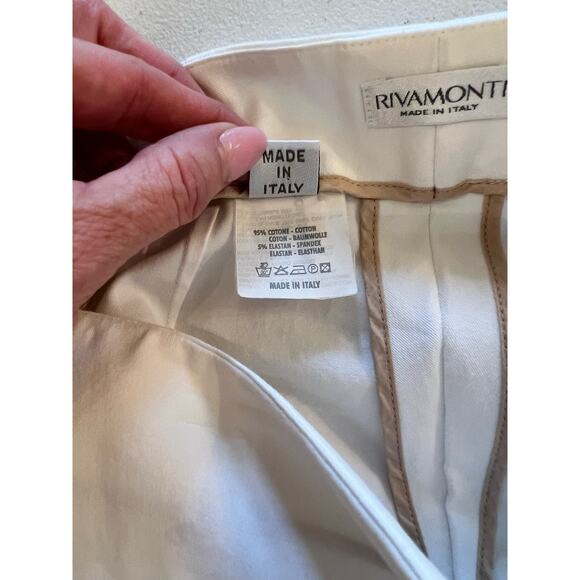 RIVAMONTI
MADE IN ITALY
MADE
IN
ITALY
95% COTONE - COTTON
COTON - BAUMWOLLE
5% ELASTAN - SPANDEX
ELASTAN - ELASTHAN
MADE IN ITALY